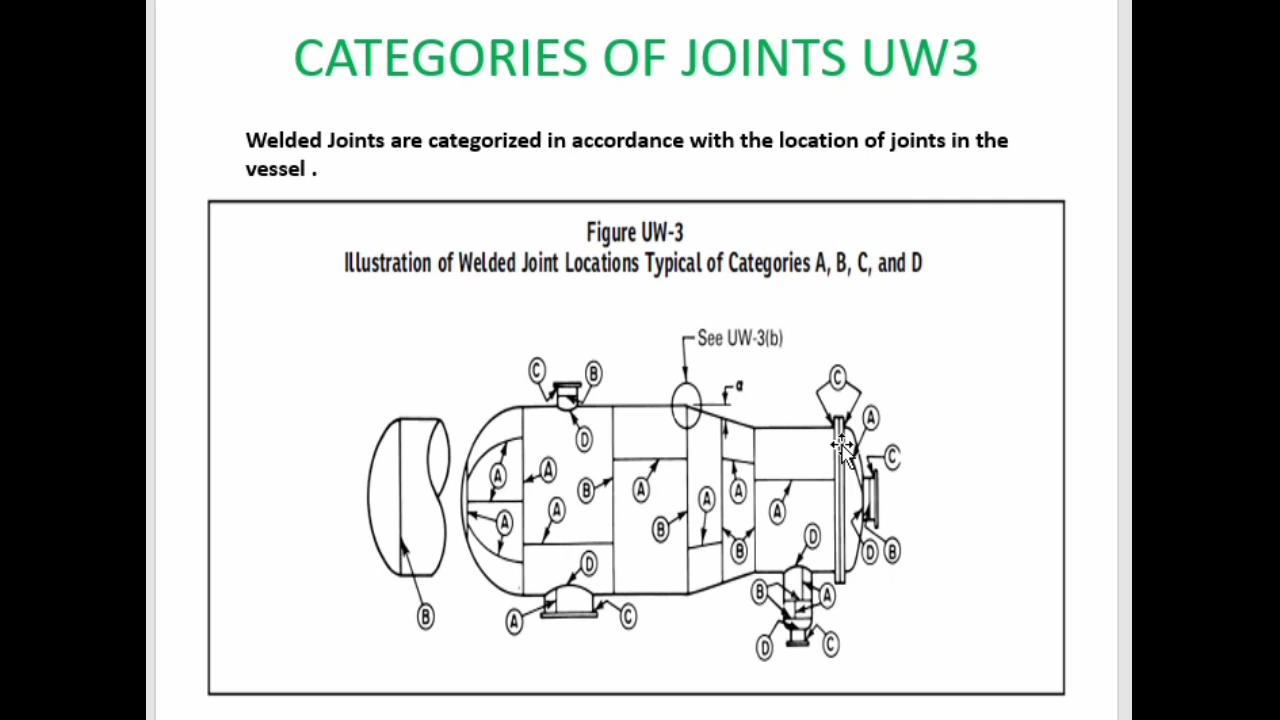 CATEGORIES OF JOINTS UW3
Welded Joints are categorized in accordance with the location of joints in the
vessel .
Figure UW-3
Illustration of Welded Joint Locations Typical of Categories A, B, C, and D
See UW-3(b)
C
B
α
C
A
D
C
A
A
B
A
A
A
A
A
A
B
D
B
D
B
D
B
A
A
C
B
D
C
B